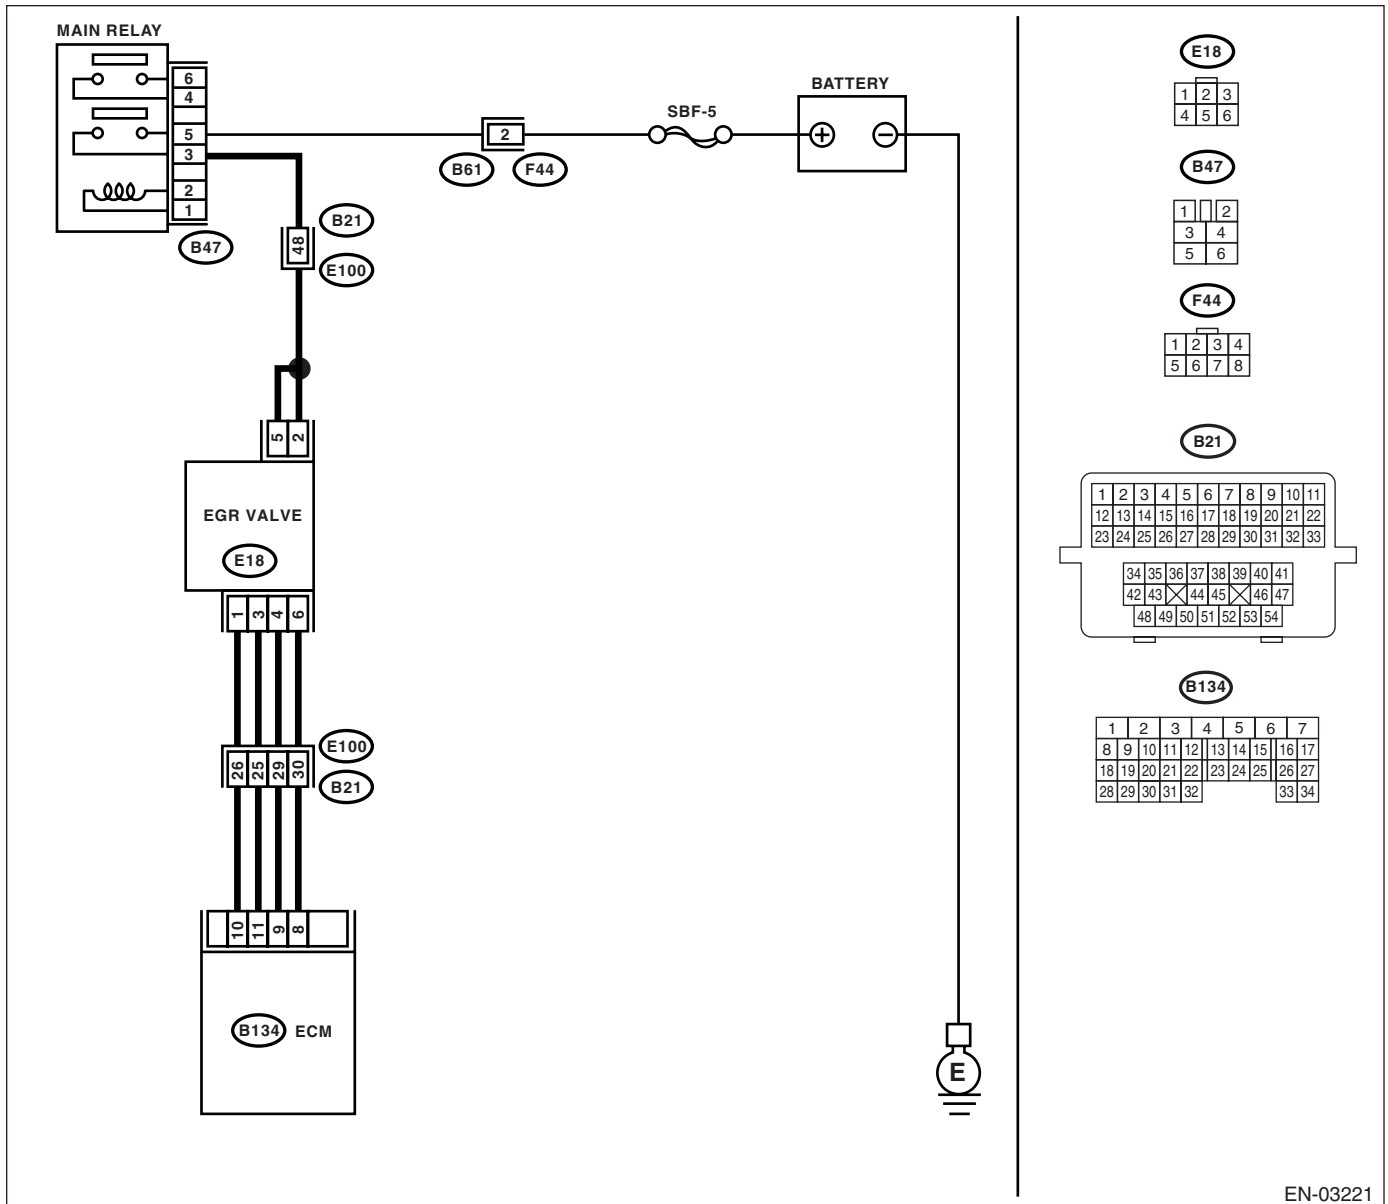 MAIN RELAY
6
4
5
3
2
1
B47
2
B61
F44
SBF-5
BATTERY
B21
48
E100
5
2
EGR VALVE
E18
1
3
4
6
E100
26
25
29
30
B21
10
11
9
8
B134
ECM
E
E18
1 2 3
4 5 6
B47
1 2
3 4
5 6
F44
1 2 3 4
5 6 7 8
B21
1 2 3 4 5 6 7 8 9 10 11
12 13 14 15 16 17 18 19 20 21 22
23 24 25 26 27 28 29 30 31 32 33
34 35 36 37 38 39 40 41
42 43 44 45 46 47
48 49 50 51 52 53 54
B134
1 2 3 4 5 6 7
8 9 10 11 12 13 14 15 16 17
18 19 20 21 22 23 24 25 26 27
28 29 30 31 32 33 34
EN-03221